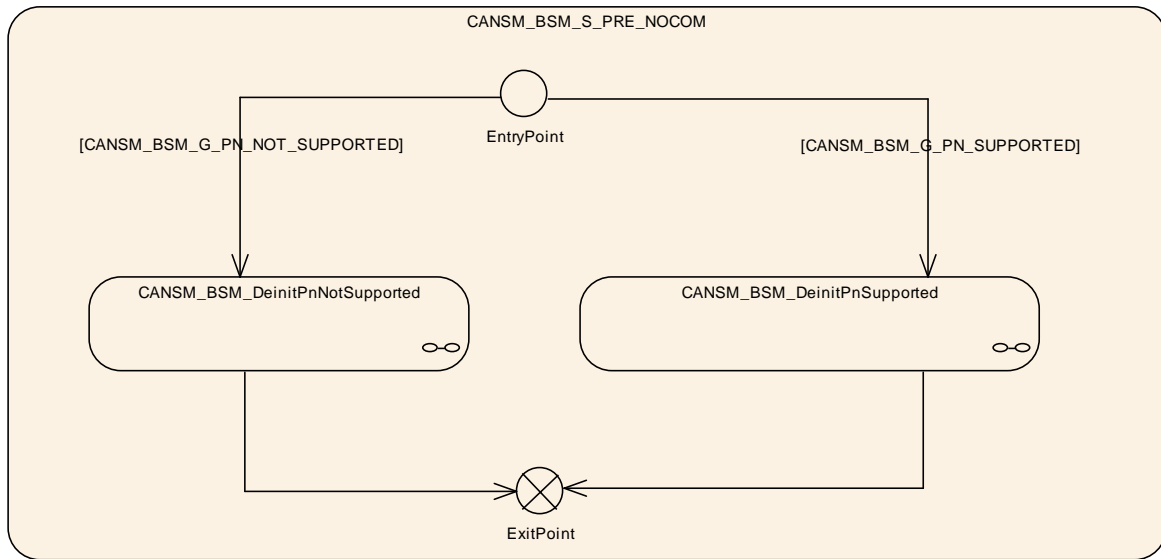 CANSM_BSM_S_PRE_NOCOM
EntryPoint
[CANSM_BSM_G_PN_NOT_SUPPORTED]
[CANSM_BSM_G_PN_SUPPORTED]
CANSM_BSM_DeinitPnNotSupported
CANSM_BSM_DeinitPnSupported
ExitPoint